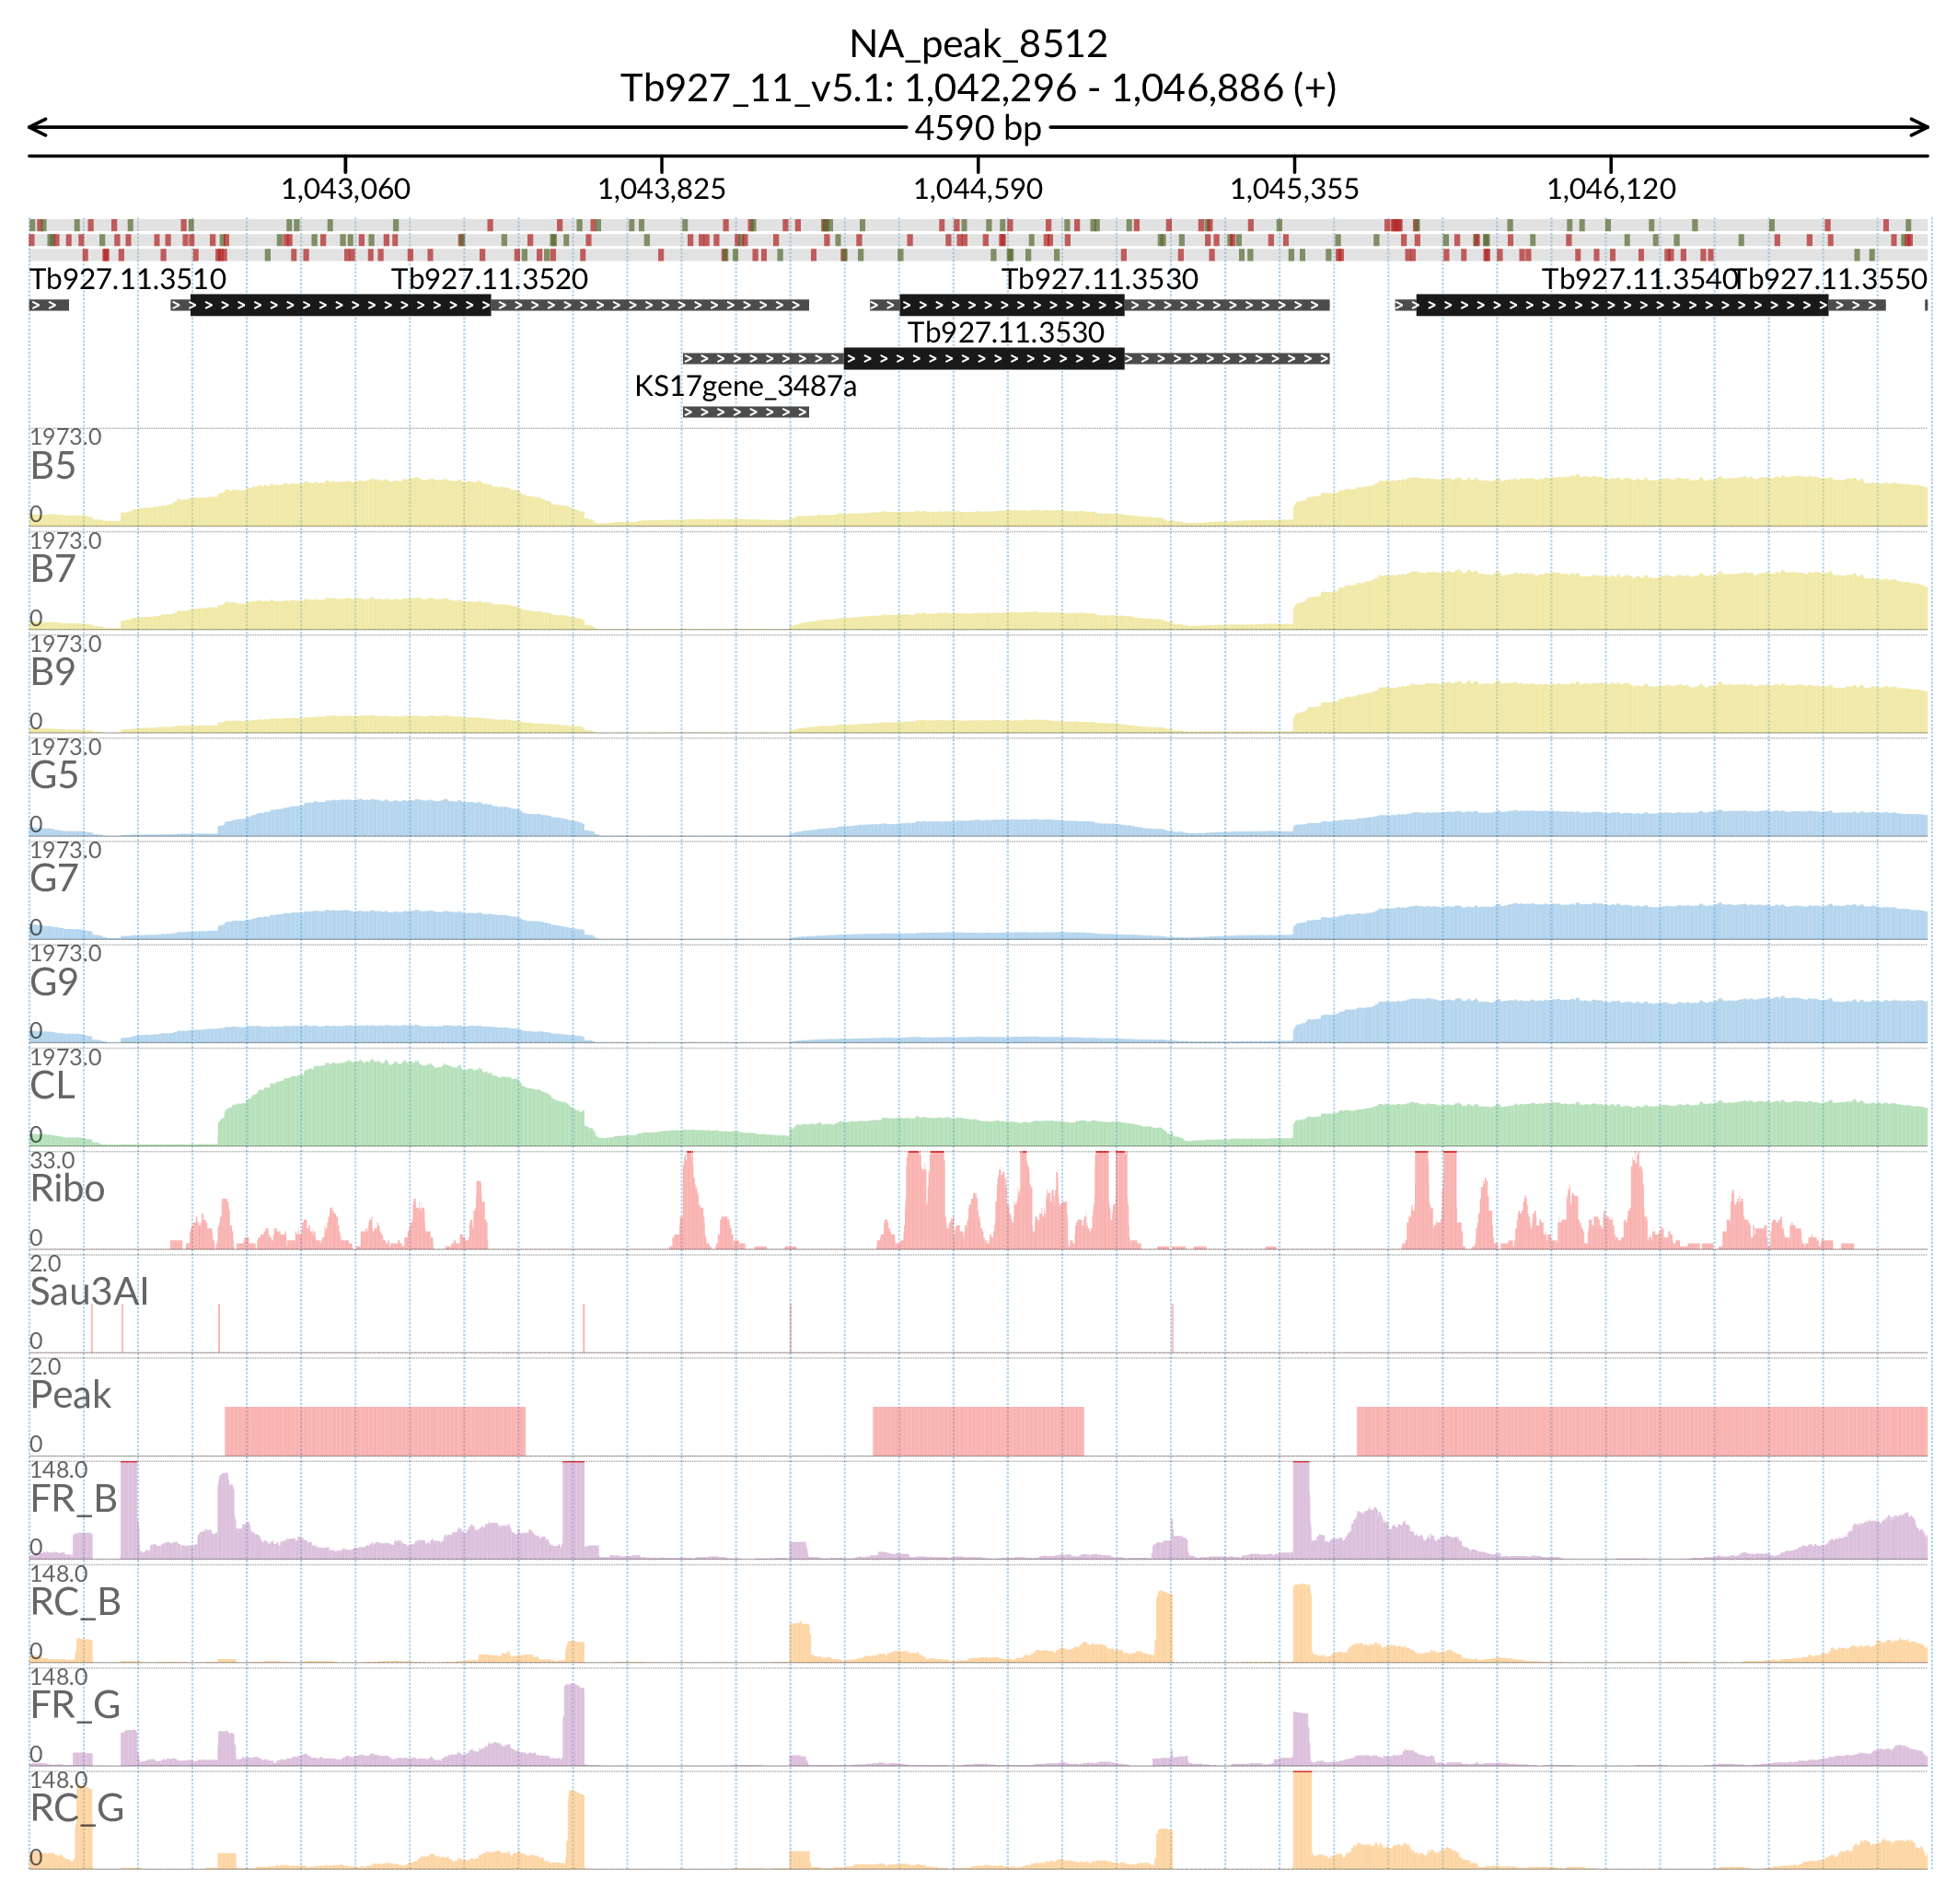 NA_peak_8512
Tb927_11_v5.1: 1,042,296 - 1,046,886 (+)
4590 bp
1,043,060 1,043,825 1,044,590 1,045,355 1,046,120
Tb927.11.3510 Tb927.11.3520 Tb927.11.3530 Tb927.11.3540 Tb927.11.3550
Tb927.11.3530
KS17gene_3487a
1973.0
B5
0
1973.0
B7
0
1973.0
B9
0
1973.0
G5
0
1973.0
G7
0
1973.0
G9
0
1973.0
CL
0
33.0
Ribo
0
2.0
Sau3AI
0
2.0
Peak
0
148.0
FR_B
0
148.0
RC_B
0
148.0
FR_G
0
148.0
RC_G
0